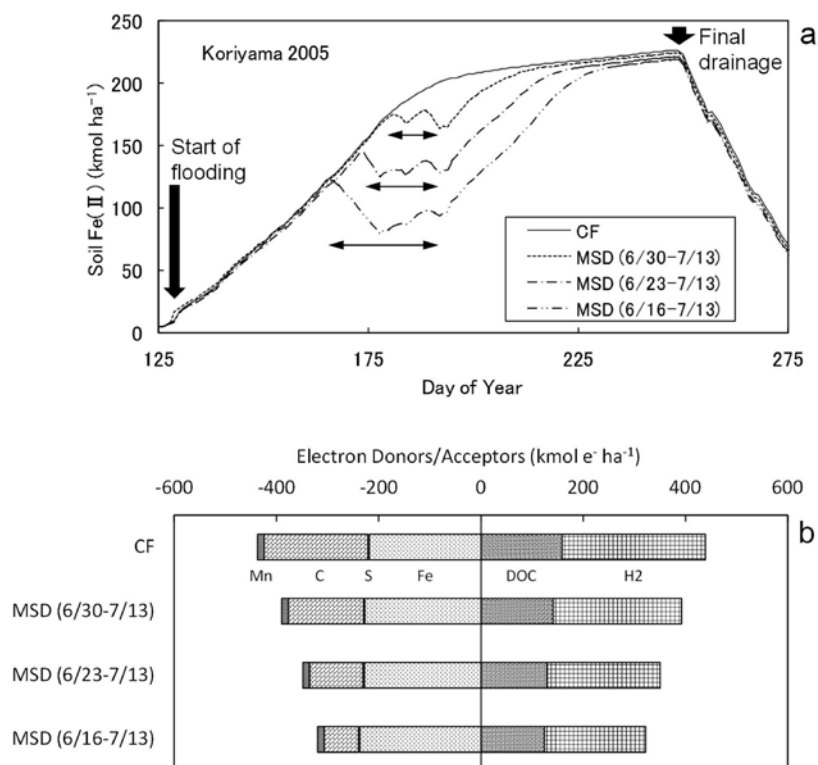 a
Koriyama 2005
Final
drainage
Start of
flooding
Soil Fe(Ⅱ) (kmol ha⁻¹)
250
200
150
100
50
0
CF
MSD (6/30-7/13)
MSD (6/23-7/13)
MSD (6/16-7/13)
125 175 225 275
Day of Year
Electron Donors/Acceptors (kmol e⁻ ha⁻¹)
-600 -400 -200 0 200 400 600
b
CF
Mn C S Fe DOC H2
MSD (6/30-7/13)
MSD (6/23-7/13)
MSD (6/16-7/13)